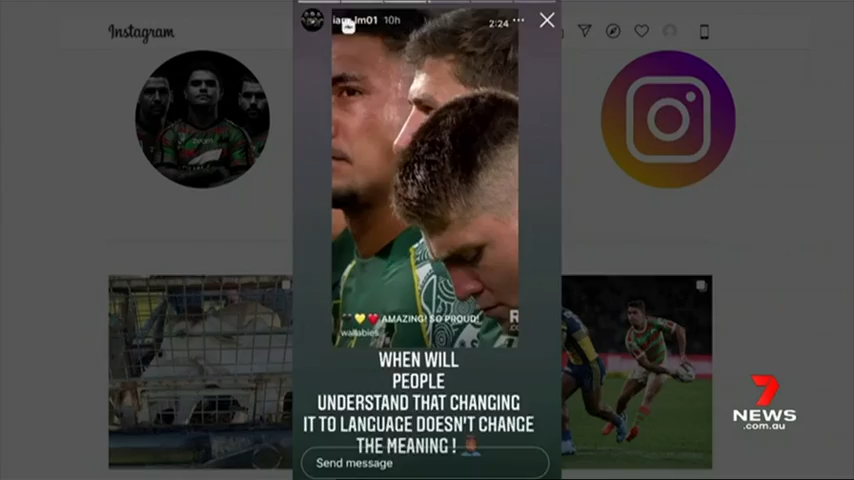 Instagram
iam_lm01 10h
2:24
AMAZING! SO PROUD!
wallabies
WHEN WILL
PEOPLE
UNDERSTAND THAT CHANGING
IT TO LANGUAGE DOESN'T CHANGE
THE MEANING !
Send message
7
NEWS
.com.au